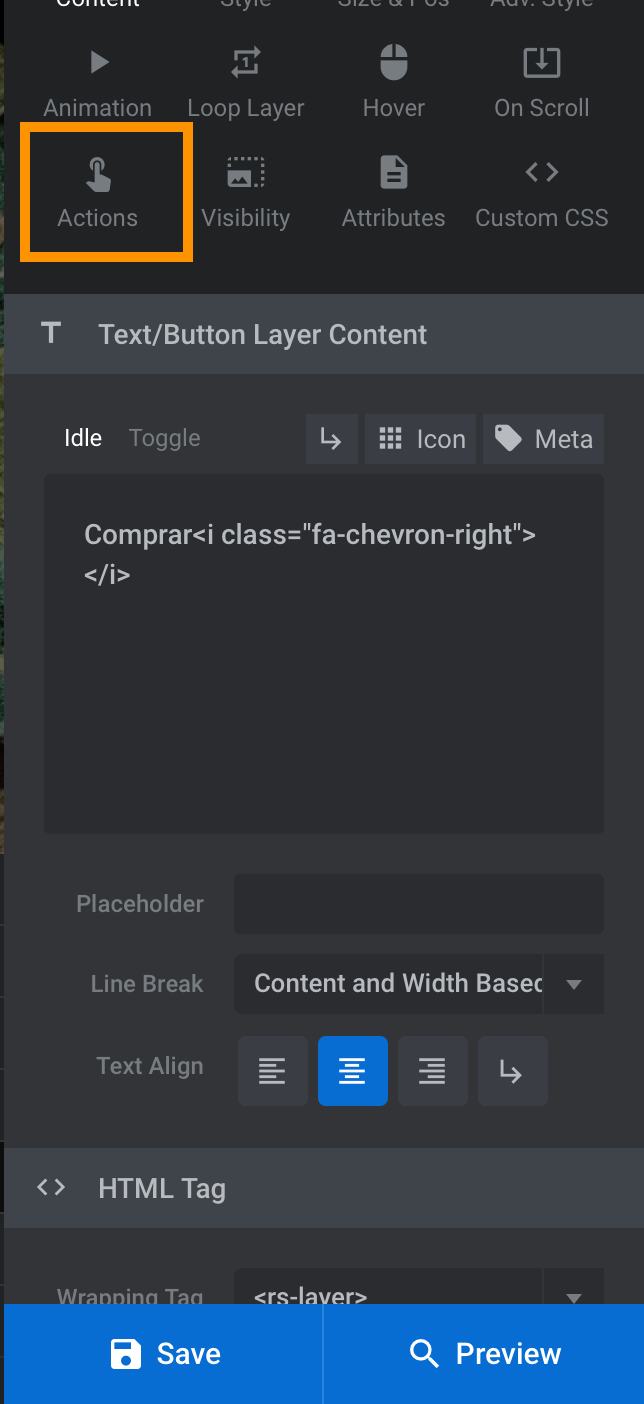 Content Style Size & Pos Adv. Style
Animation Loop Layer Hover On Scroll
Actions Visibility Attributes Custom CSS
T Text/Button Layer Content
Idle Toggle Icon Meta
Comprar<i class="fa-chevron-right">
</i>
Placeholder
Line Break Content and Width Based
Text Align
HTML Tag
Wrapping Tag <rs-layer>
Save Preview